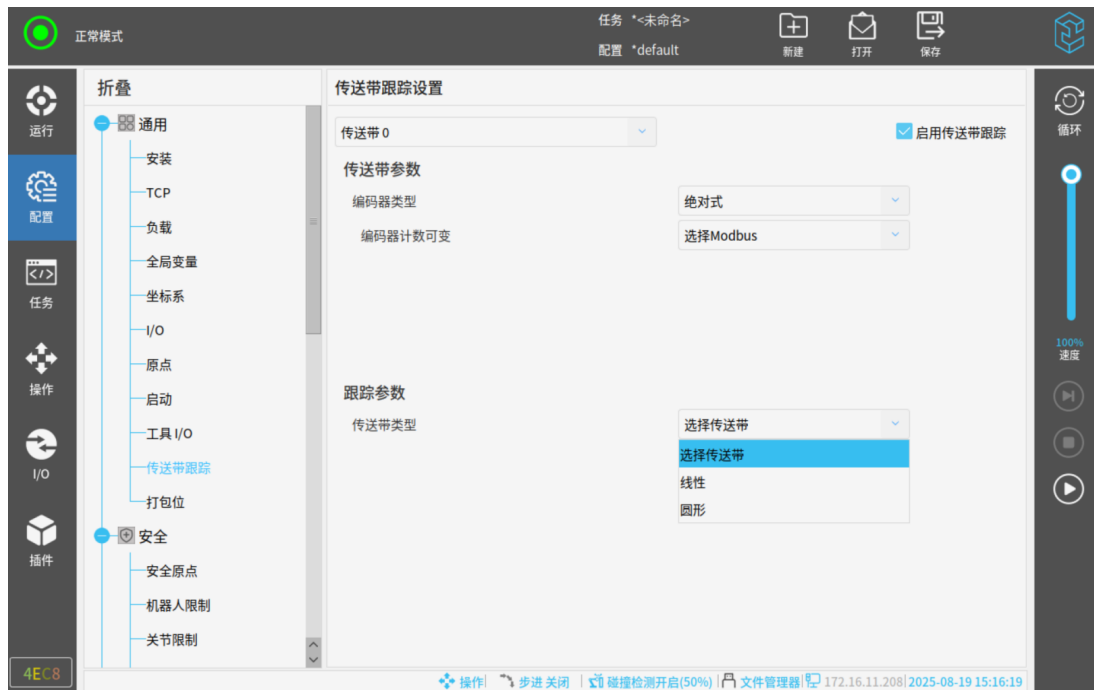 正常模式
任务 *<未命名>
配置 *default
新建
打开
保存
运行
配置
任务
操作
I/O
插件
4EC8
折叠
通用
安装
TCP
负载
全局变量
坐标系
I/O
原点
启动
工具 I/O
传送带跟踪
打包位
安全
安全原点
机器人限制
关节限制
传送带跟踪设置
传送带 0
启用传送带跟踪
传送带参数
编码器类型 绝对式
编码器计数可变 选择Modbus
跟踪参数
传送带类型 选择传送带
选择传送带
线性
圆形
循环
100%
速度
操作 步进 关闭 碰撞检测开启(50%) 文件管理器 172.16.11.208 2025-08-19 15:16:19